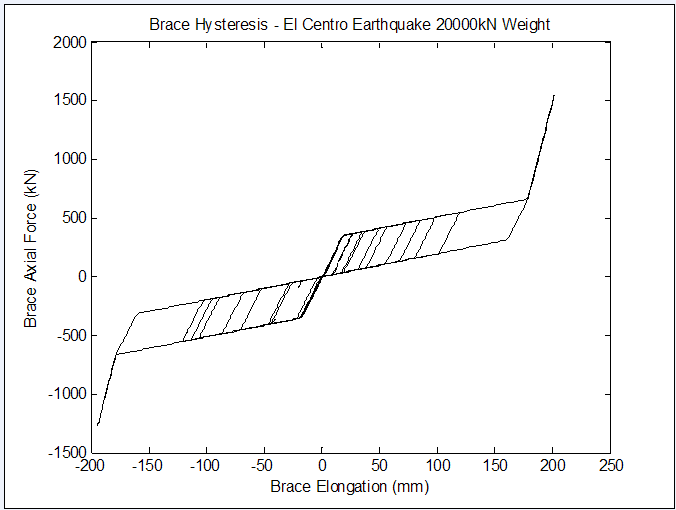 Brace Hysteresis - El Centro Earthquake 20000kN Weight
2000
1500
1000
500
0
-500
-1000
-1500
Brace Axial Force (kN)
-200 -150 -100 -50 0 50 100 150 200 250
Brace Elongation (mm)